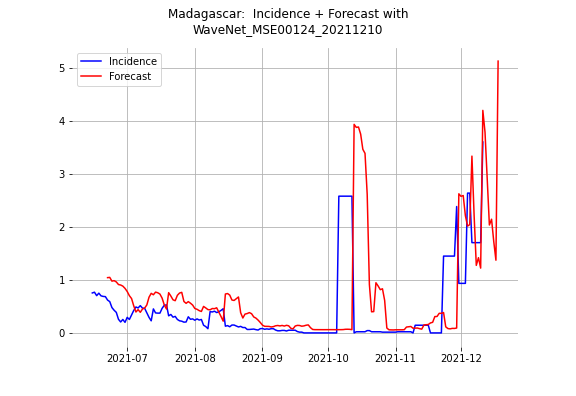 Madagascar:  Incidence + Forecast with
WaveNet_MSE00124_20211210
Incidence
Forecast
5
4
3
2
1
0
2021-07 2021-08 2021-09 2021-10 2021-11 2021-12